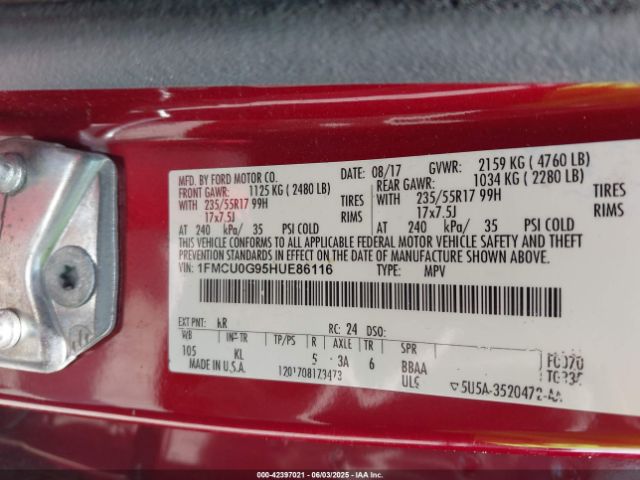 MFD. BY FORD MOTOR CO. DATE: 08/17 GVWR: 2159 KG ( 4760 LB)
FRONT GAWR: 1125 KG ( 2480 LB) REAR GAWR: 1034 KG ( 2280 LB)
WITH 235/55R17 99H TIRES WITH 235/55R17 99H TIRES
17x7.5J RIMS 17x7.5J RIMS
AT 240 kPa/ 35 PSI COLD AT 240 kPa/ 35 PSI COLD
THIS VEHICLE CONFORMS TO ALL APPLICABLE FEDERAL MOTOR VEHICLE SAFETY AND THEFT
PREVENTION STANDARDS IN EFFECT ON THE DATE OF MANUFACTURE SHOWN ABOVE.
VIN: 1FMCU0G95HUE86116 TYPE: MPV
EXT PNT: RR RC: 24 DSO:
WB INT TR TP/PS R AXLE TR SPR
105 KL 5 3A 6 BBAA
MADE IN U.S.A. 1201708173473 ULS 5U5A-3520472-AA
000-42397021 - 06/03/2025 - IAA, Inc.